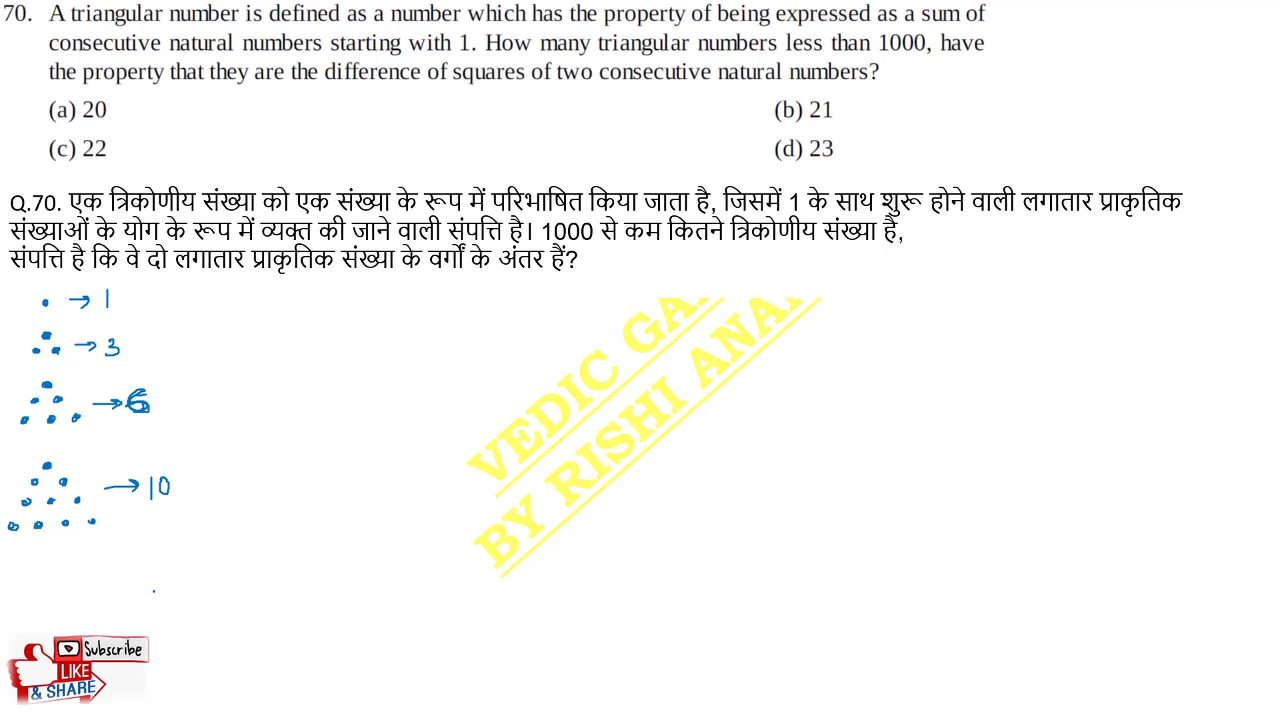 70. A triangular number is defined as a number which has the property of being expressed as a sum of
consecutive natural numbers starting with 1. How many triangular numbers less than 1000, have
the property that they are the difference of squares of two consecutive natural numbers?
(a) 20 (b) 21
(c) 22 (d) 23
Q.70. एक त्रिकोणीय संख्या को एक संख्या के रूप में परिभाषित किया जाता है, जिसमें 1 के साथ शुरू होने वाली लगातार प्राकृतिक
संख्याओं के योग के रूप में व्यक्त की जाने वाली संपत्ति है। 1000 से कम कितने त्रिकोणीय संख्या है,
संपत्ति है कि वे दो लगातार प्राकृतिक संख्या के वर्गों के अंतर हैं?
→ 1
→ 3
→ 6
→ 10
VEDIC GA
BY RISHI ANA
Subscribe
LIKE
& SHARE